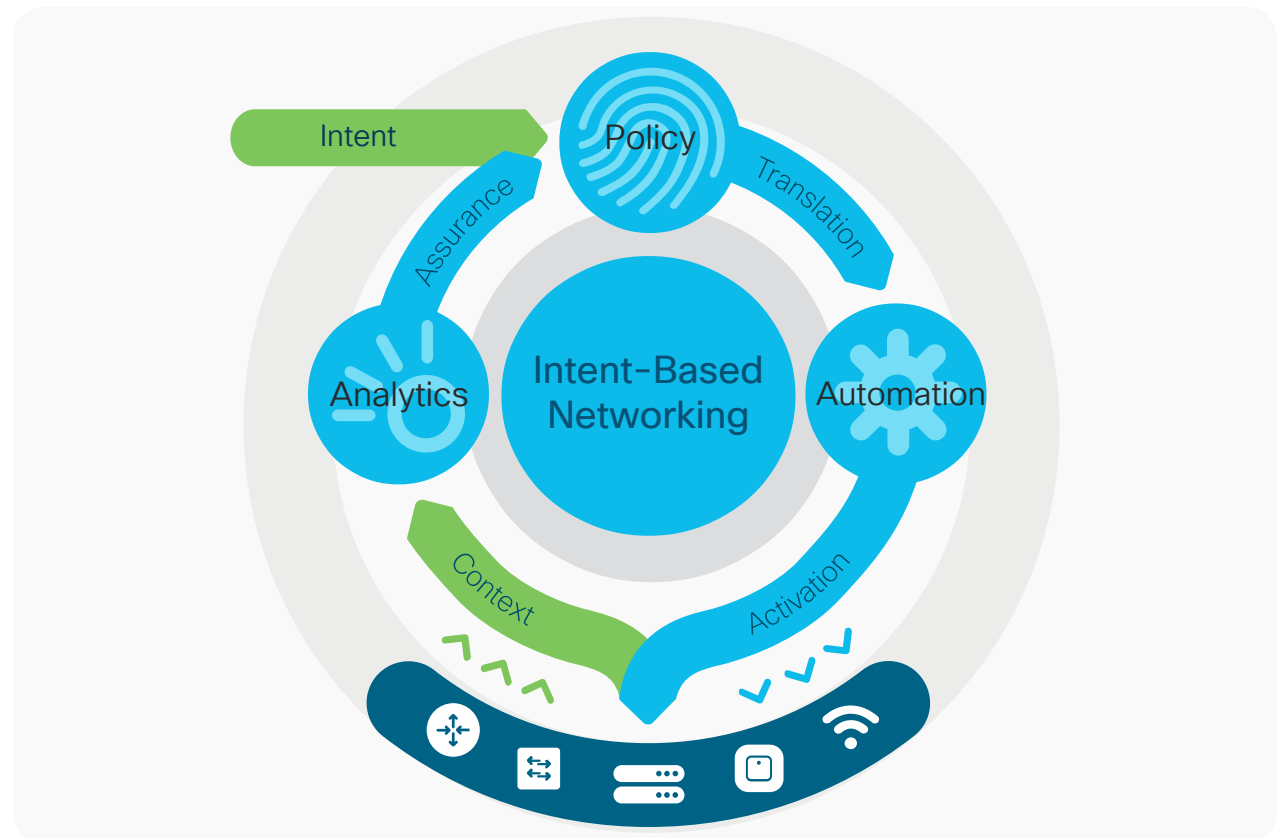 Intent
Policy
Translation
Assurance
Intent-Based
Networking
Analytics
Automation
Context
Activation